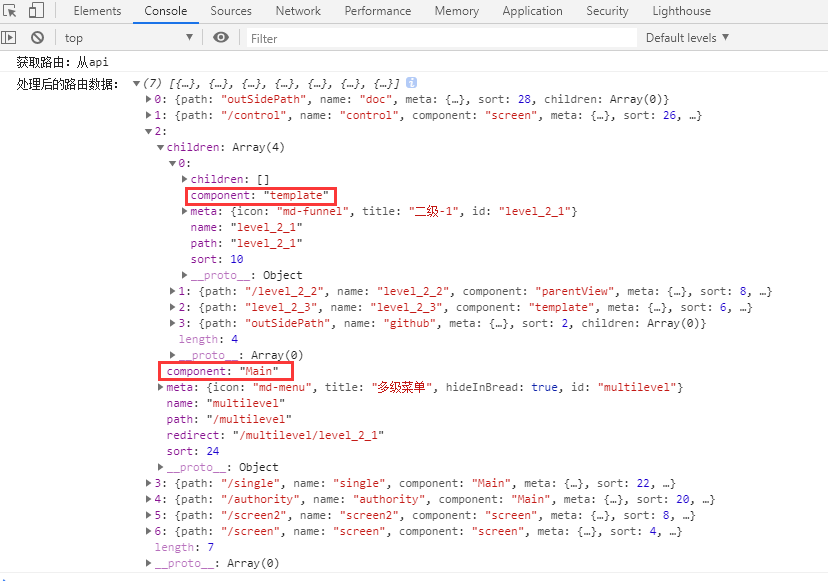 Elements Console Sources Network Performance Memory Application Security Lighthouse
top Filter Default levels
获取路由：从api
处理后的路由数据： (7) [{…}, {…}, {…}, {…}, {…}, {…}, {…}]
0: {path: "outSidePath", name: "doc", meta: {…}, sort: 28, children: Array(0)}
1: {path: "/control", name: "control", component: "screen", meta: {…}, sort: 26, …}
2:
children: Array(4)
0:
children: []
component: "template"
meta: {icon: "md-funnel", title: "二级-1", id: "level_2_1"}
name: "level_2_1"
path: "level_2_1"
sort: 10
__proto__: Object
1: {path: "/level_2_2", name: "level_2_2", component: "parentView", meta: {…}, sort: 8, …}
2: {path: "level_2_3", name: "level_2_3", component: "template", meta: {…}, sort: 6, …}
3: {path: "outSidePath", name: "github", meta: {…}, sort: 2, children: Array(0)}
length: 4
__proto__: Array(0)
component: "Main"
meta: {icon: "md-menu", title: "多级菜单", hideInBread: true, id: "multilevel"}
name: "multilevel"
path: "/multilevel"
redirect: "/multilevel/level_2_1"
sort: 24
__proto__: Object
3: {path: "/single", name: "single", component: "Main", meta: {…}, sort: 22, …}
4: {path: "/authority", name: "authority", component: "Main", meta: {…}, sort: 20, …}
5: {path: "/screen2", name: "screen2", component: "screen", meta: {…}, sort: 8, …}
6: {path: "/screen", name: "screen", component: "screen", meta: {…}, sort: 4, …}
length: 7
__proto__: Array(0)